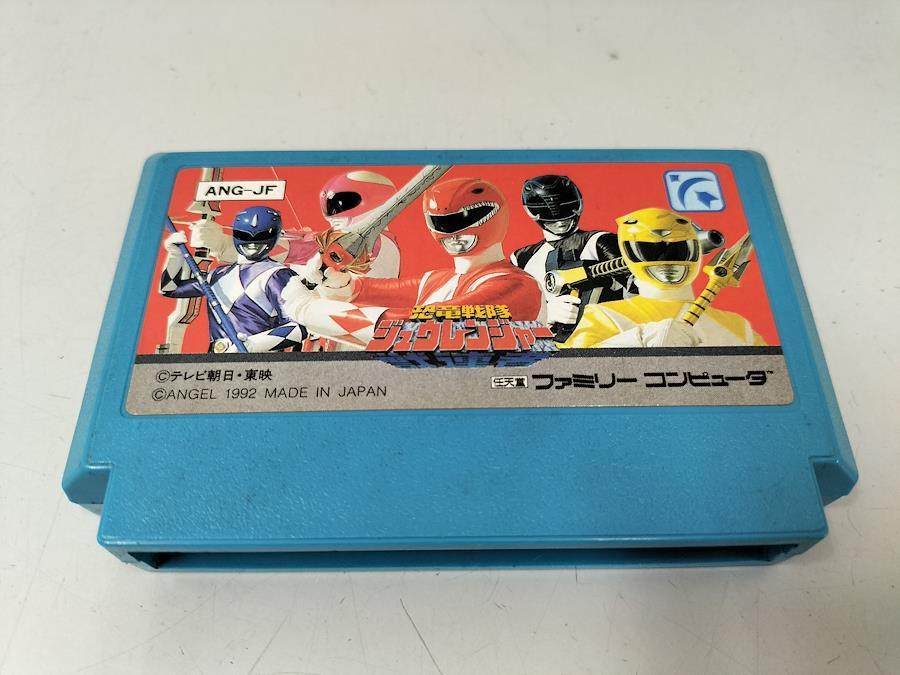 ANG-JF
恐竜戦隊
ジュウレンジャー
©テレビ朝日・東映
©ANGEL 1992 MADE IN JAPAN
任天堂 ファミリー コンピュータ